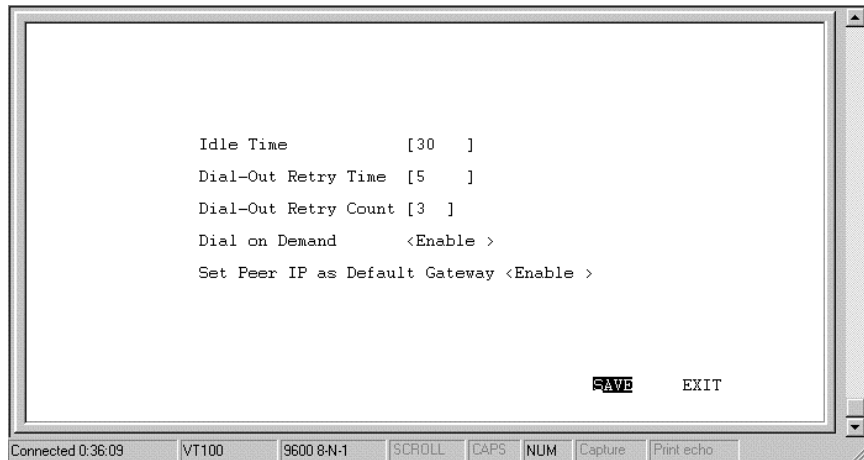 Idle Time [30 ]
Dial-Out Retry Time [5 ]
Dial-Out Retry Count [3 ]
Dial on Demand <Enable >
Set Peer IP as Default Gateway <Enable >
SAVE EXIT
Connected 0:36:09 VT100 9600 8-N-1 SCROLL CAPS NUM Capture Print echo